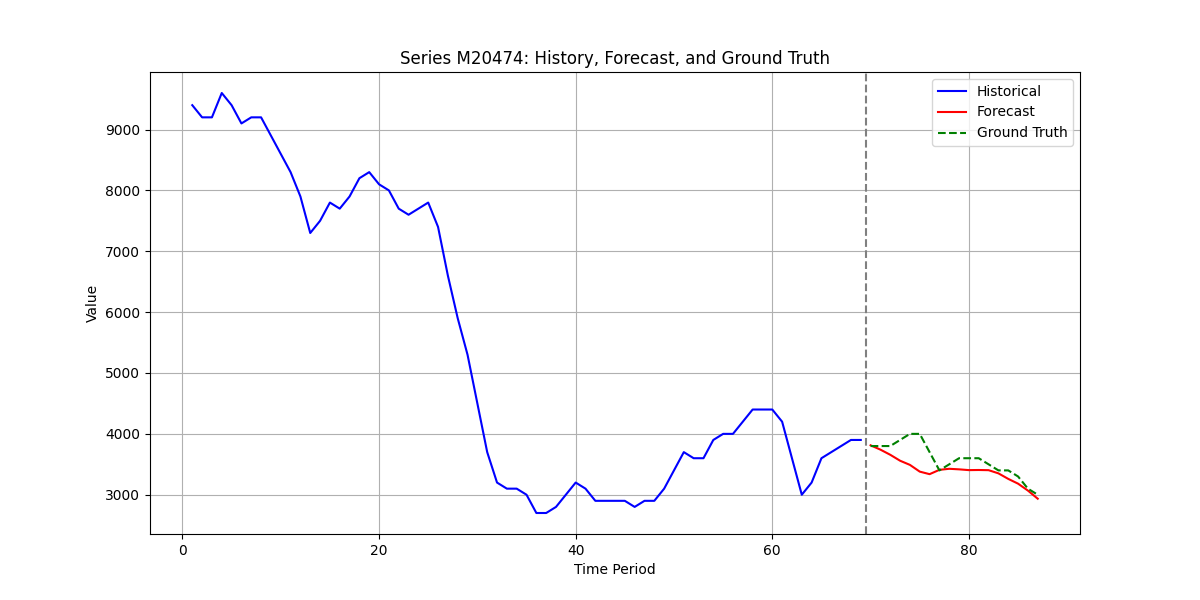 Series M20474: History, Forecast, and Ground Truth
Historical
Forecast
Ground Truth
9000
8000
7000
6000
5000
4000
3000
Value
0
20
40
60
80
Time Period